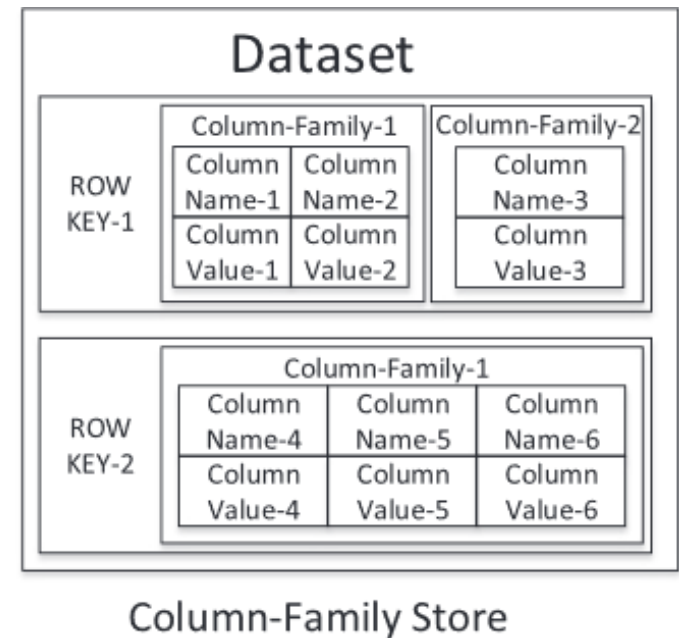 Dataset
Column-Family-1
Column-Family-2
ROW
KEY-1
Column
Name-1
Column
Name-2
Column
Value-1
Column
Value-2
Column
Name-3
Column
Value-3
ROW
KEY-2
Column-Family-1
Column
Name-4
Column
Name-5
Column
Name-6
Column
Value-4
Column
Value-5
Column
Value-6
Column-Family Store